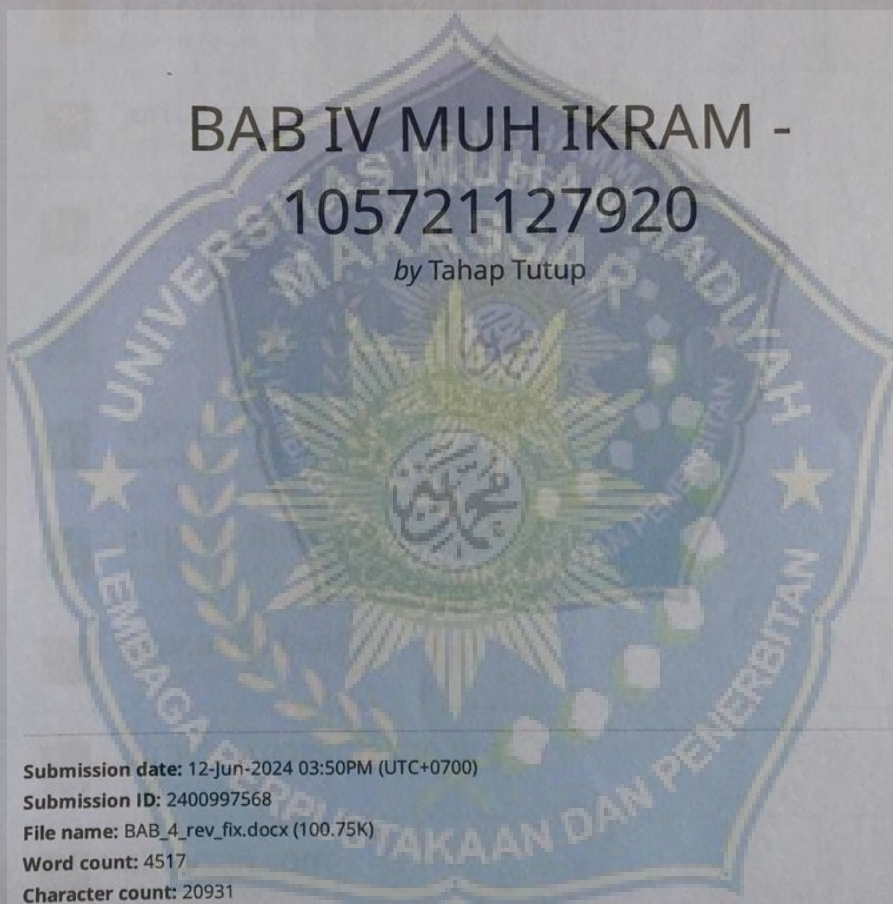 BAB IV MUH IKRAM -
105721127920
by Tahap Tutup
UNIVERSITAS MUHAMMADIYAH
MAKASSAR
LEMBAGA PERPUSTAKAAN DAN PENERBITAN
محمد
Submission date: 12-Jun-2024 03:50PM (UTC+0700)
Submission ID: 2400997568
File name: BAB_4_rev_fix.docx (100.75K)
Word count: 4517
Character count: 20931